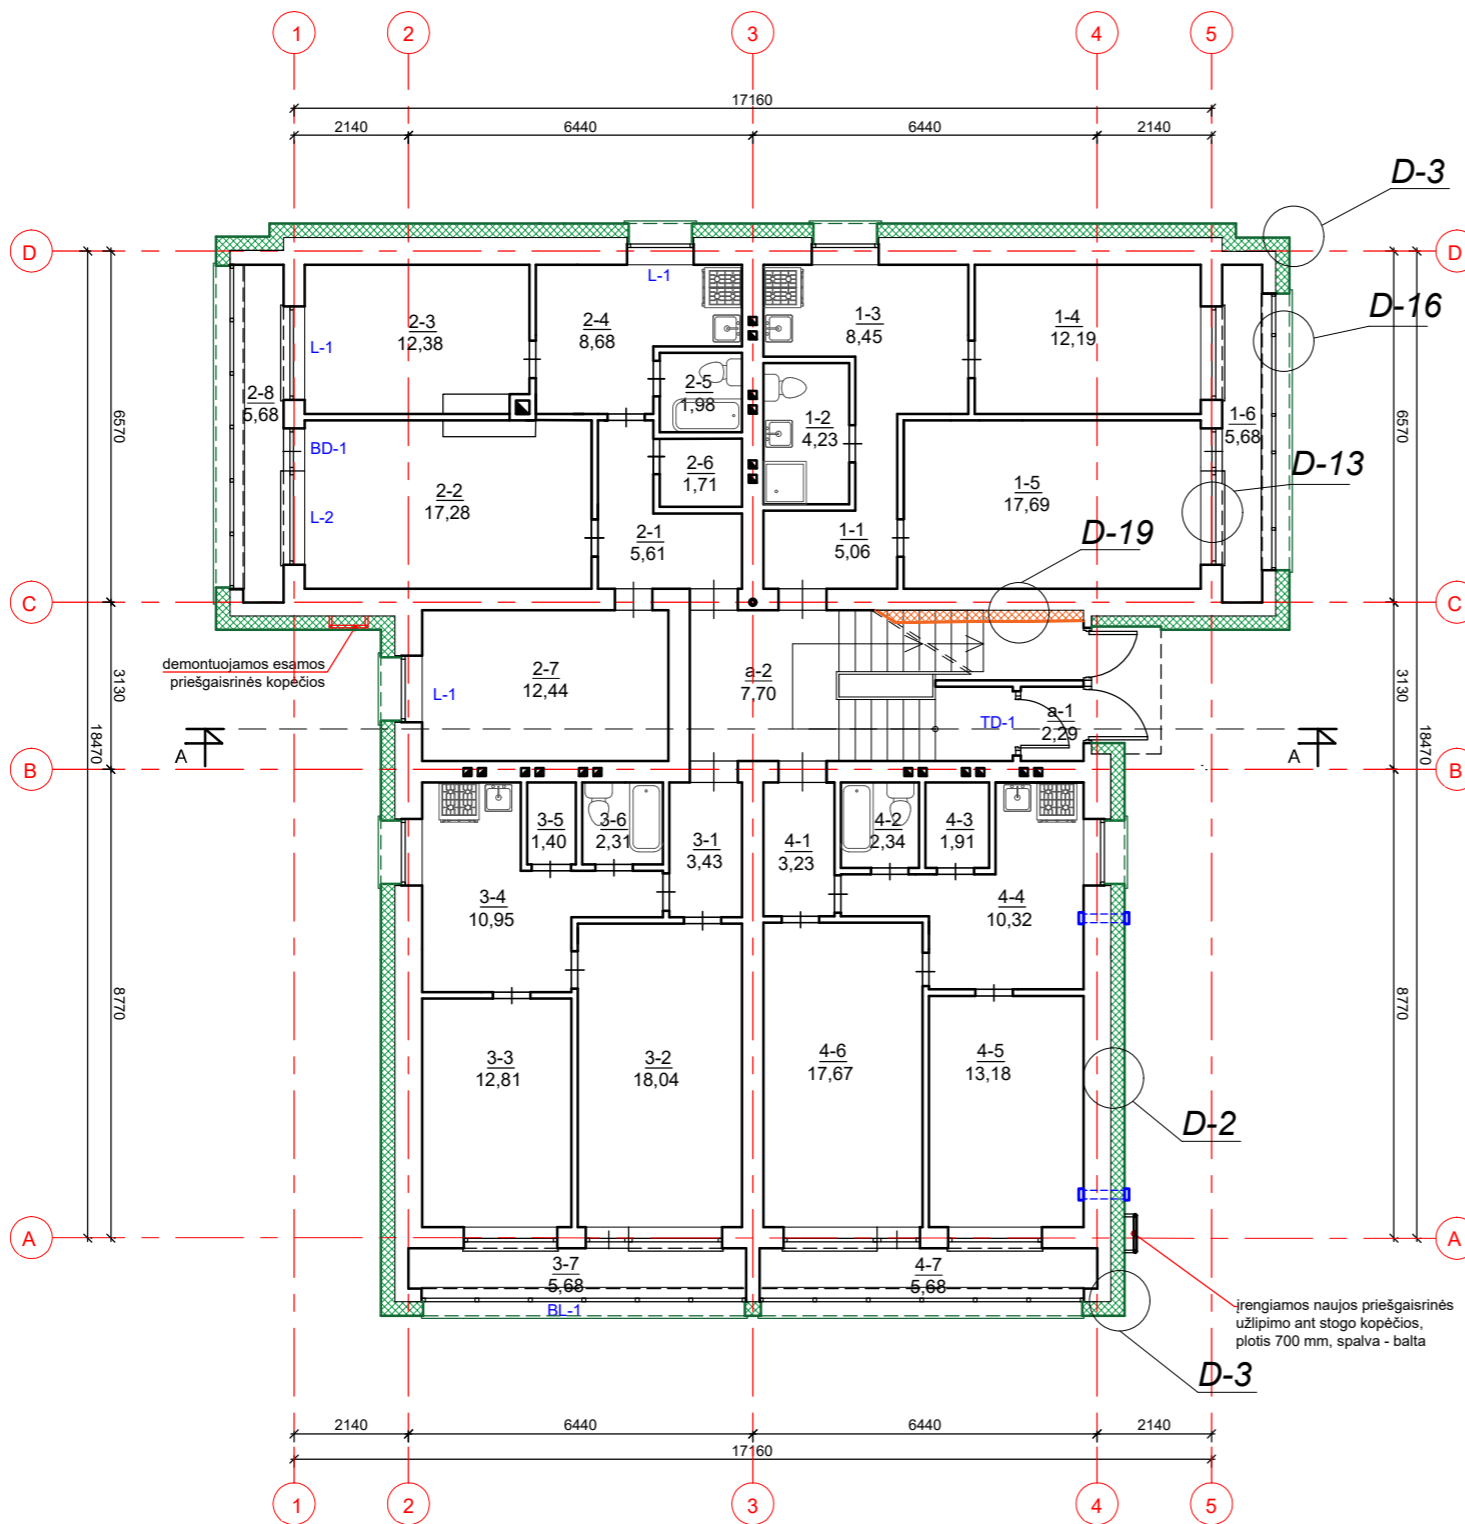 1 2 3 4 5
17160
2140 6440 6440 2140
D-3
D D
D-16
L-1
2-3
12,38
2-4
8,68
1-3
8,45
1-4
12,19
L-1
2-8
5,68
2-5
1,98
1-2
4,23
1-6
5,68
6570 6570
BD-1
D-13
2-6
1,71
2-2
17,28
1-5
17,69
L-2
2-1
5,61
1-1
5,06
D-19
C C
demontuojamos esamos
priešgaisrinės kopėčios
2-7
12,44
L-1
a-2
7,70
TD-1
a-1
2,29
3130 3130
18470 18470
A A
B B
3-5
1,40
3-6
2,31
3-1
3,43
4-1
3,23
4-2
2,34
4-3
1,91
3-4
10,95
4-4
10,32
8770 8770
3-3
12,81
3-2
18,04
4-6
17,67
4-5
13,18
D-2
A A
3-7
5,68
4-7
5,68
BL-1
įrengiamos naujos priešgaisrinės
užlipimo ant stogo kopėčios,
plotis 700 mm, spalva - balta
D-3
2140 6440 6440 2140
17160
1 2 3 4 5